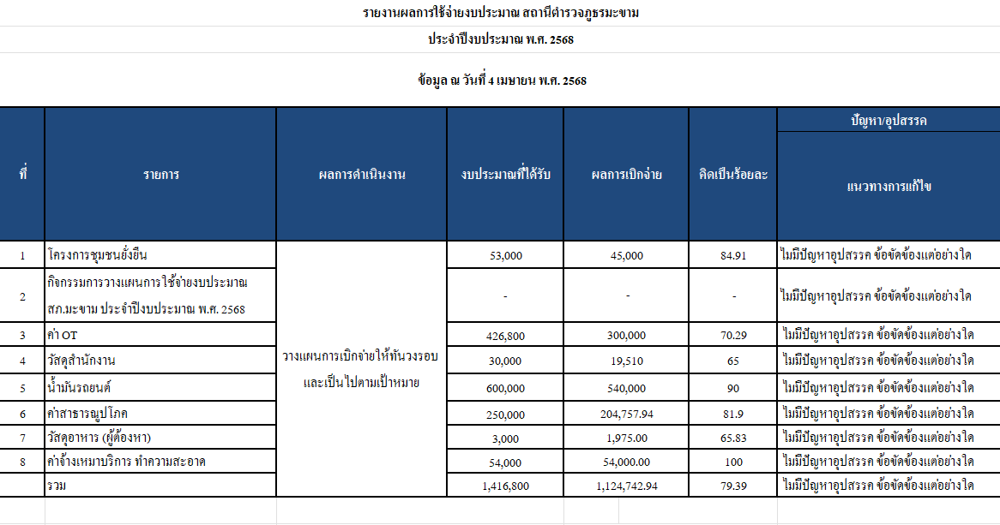 รายงานผลการใช้จ่ายงบประมาณ สถานีตำรวจภูธรมะขาม
ประจำปีงบประมาณ พ.ศ. 2568
ข้อมูล ณ วันที่ 4 เมษายน พ.ศ. 2568
ที่ รายการ ผลการดำเนินงาน งบประมาณที่ได้รับ ผลการเบิกจ่าย คิดเป็นร้อยละ ปัญหา/อุปสรรค
แนวทางการแก้ไข
1 โครงการชุมชนยั่งยืน 53,000 45,000 84.91 ไม่มีปัญหาอุปสรรค ข้อขัดข้องแต่อย่างใด
2 กิจกรรมการวางแผนการใช้จ่ายงบประมาณ
สภ.มะขาม ประจำปีงบประมาณ พ.ศ. 2568 - - - ไม่มีปัญหาอุปสรรค ข้อขัดข้องแต่อย่างใด
3 ค่า OT 426,800 300,000 70.29 ไม่มีปัญหาอุปสรรค ข้อขัดข้องแต่อย่างใด
วางแผนการเบิกจ่ายให้ทันวงรอบ
และเป็นไปตามเป้าหมาย
4 วัสดุสำนักงาน 30,000 19,510 65 ไม่มีปัญหาอุปสรรค ข้อขัดข้องแต่อย่างใด
5 น้ำมันรถยนต์ 600,000 540,000 90 ไม่มีปัญหาอุปสรรค ข้อขัดข้องแต่อย่างใด
6 ค่าสาธารณูปโภค 250,000 204,757.94 81.9 ไม่มีปัญหาอุปสรรค ข้อขัดข้องแต่อย่างใด
7 วัสดุอาหาร (ผู้ต้องหา) 3,000 1,975.00 65.83 ไม่มีปัญหาอุปสรรค ข้อขัดข้องแต่อย่างใด
8 ค่าจ้างเหมาบริการ ทำความสะอาด 54,000 54,000.00 100 ไม่มีปัญหาอุปสรรค ข้อขัดข้องแต่อย่างใด
รวม 1,416,800 1,124,742.94 79.39 ไม่มีปัญหาอุปสรรค ข้อขัดข้องแต่อย่างใด